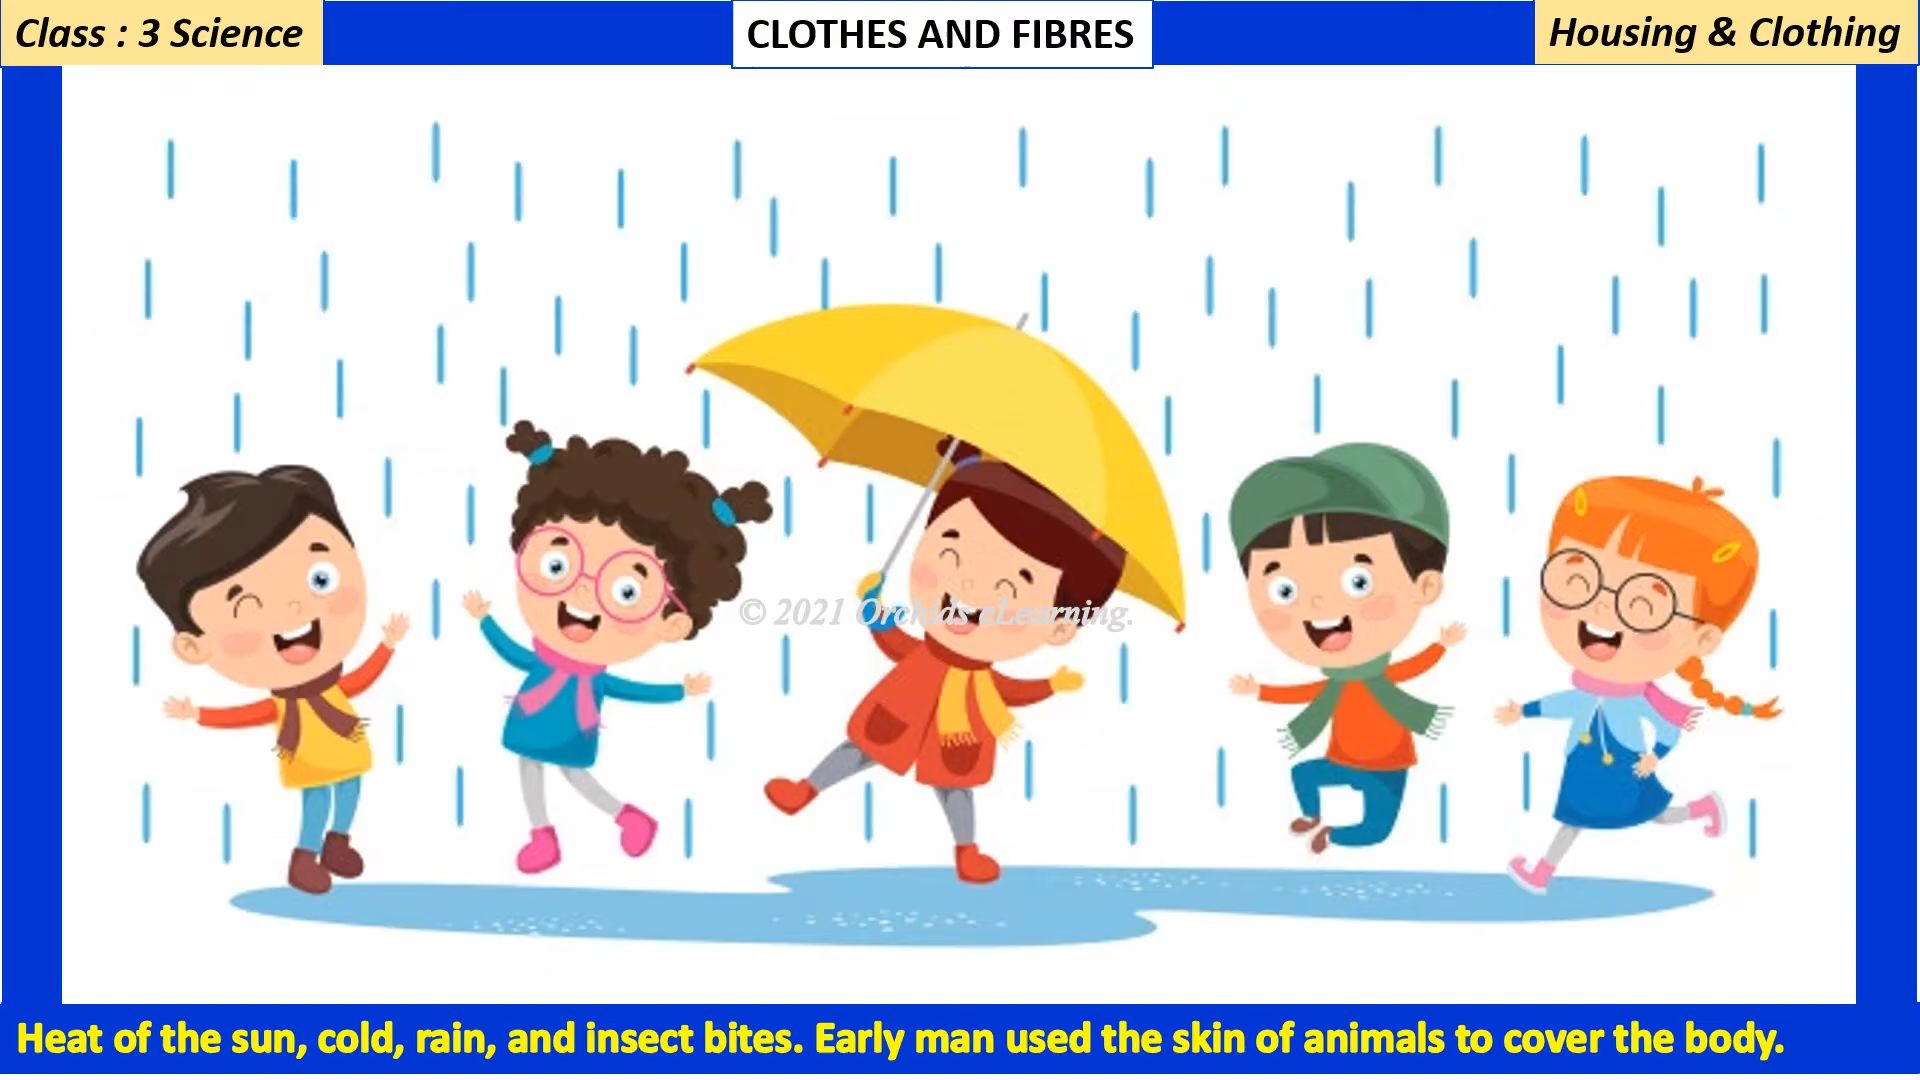 Class : 3 Science
CLOTHES AND FIBRES
Housing & Clothing
© 2021 Orchids eLearning.
Heat of the sun, cold, rain, and insect bites. Early man used the skin of animals to cover the body.